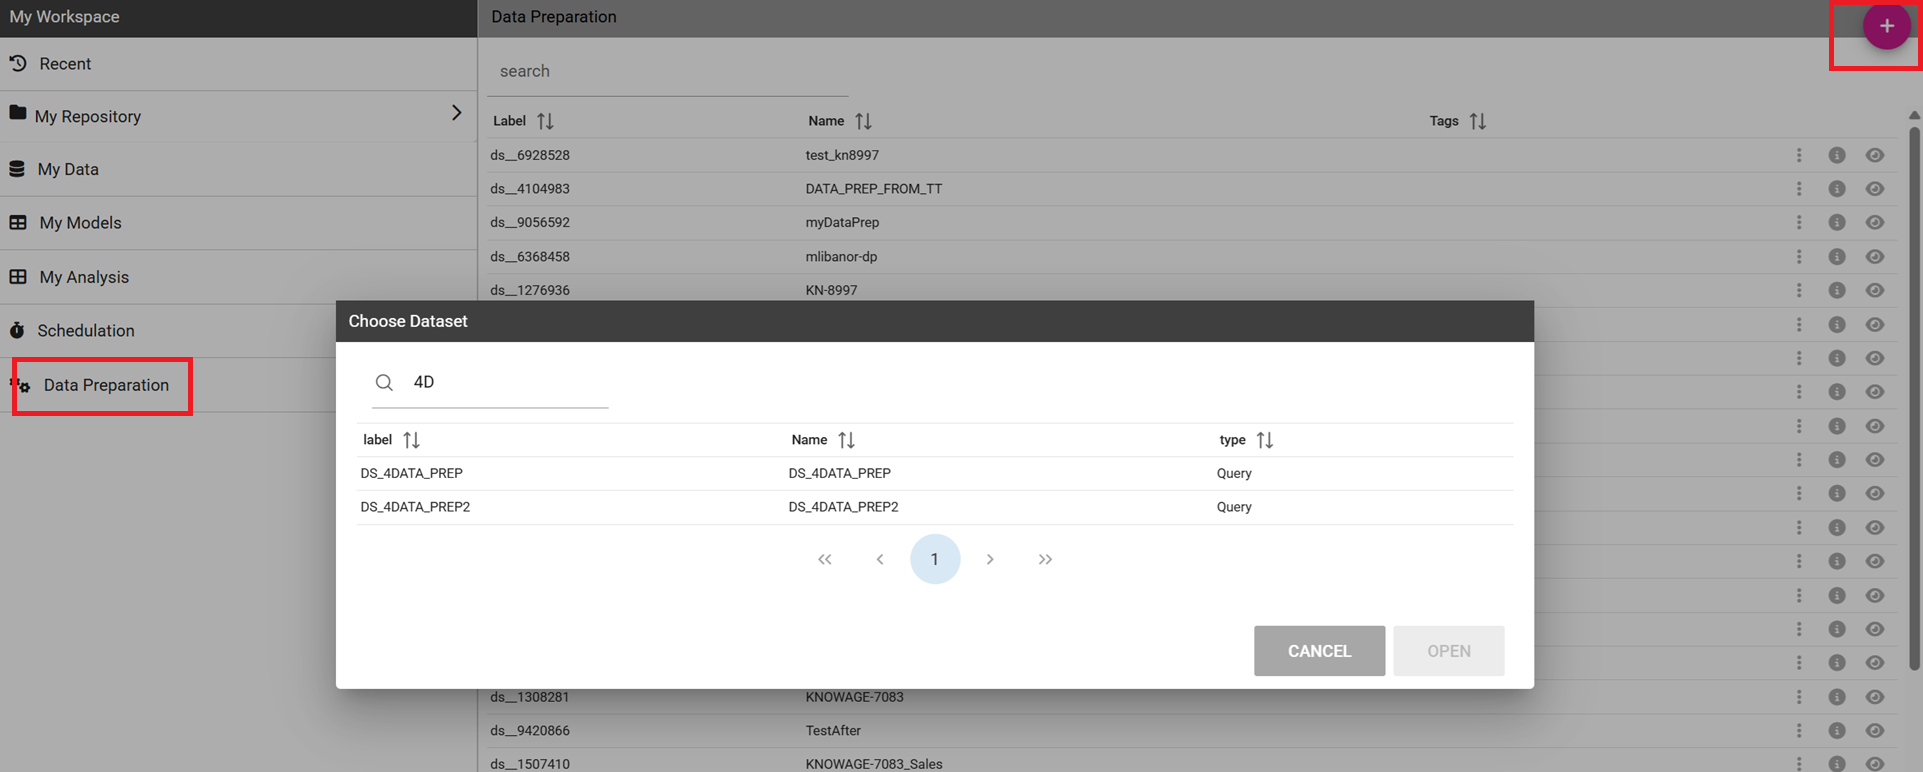 My Workspace
Data Preparation
+
Recent
My Repository
My Data
My Models
My Analysis
Schedulation
Data Preparation
search
Label Name Tags
ds__6928528 test_kn8997
ds__4104983 DATA_PREP_FROM_TT
ds__9056592 myDataPrep
ds__6368458 mlibanor-dp
ds__1276936 KN-8997
Choose Dataset
4D
label Name type
DS_4DATA_PREP DS_4DATA_PREP Query
DS_4DATA_PREP2 DS_4DATA_PREP2 Query
1
CANCEL OPEN
ds__1308281 KNOWAGE-7083
ds__9420866 TestAfter
ds__1507410 KNOWAGE-7083_Sales